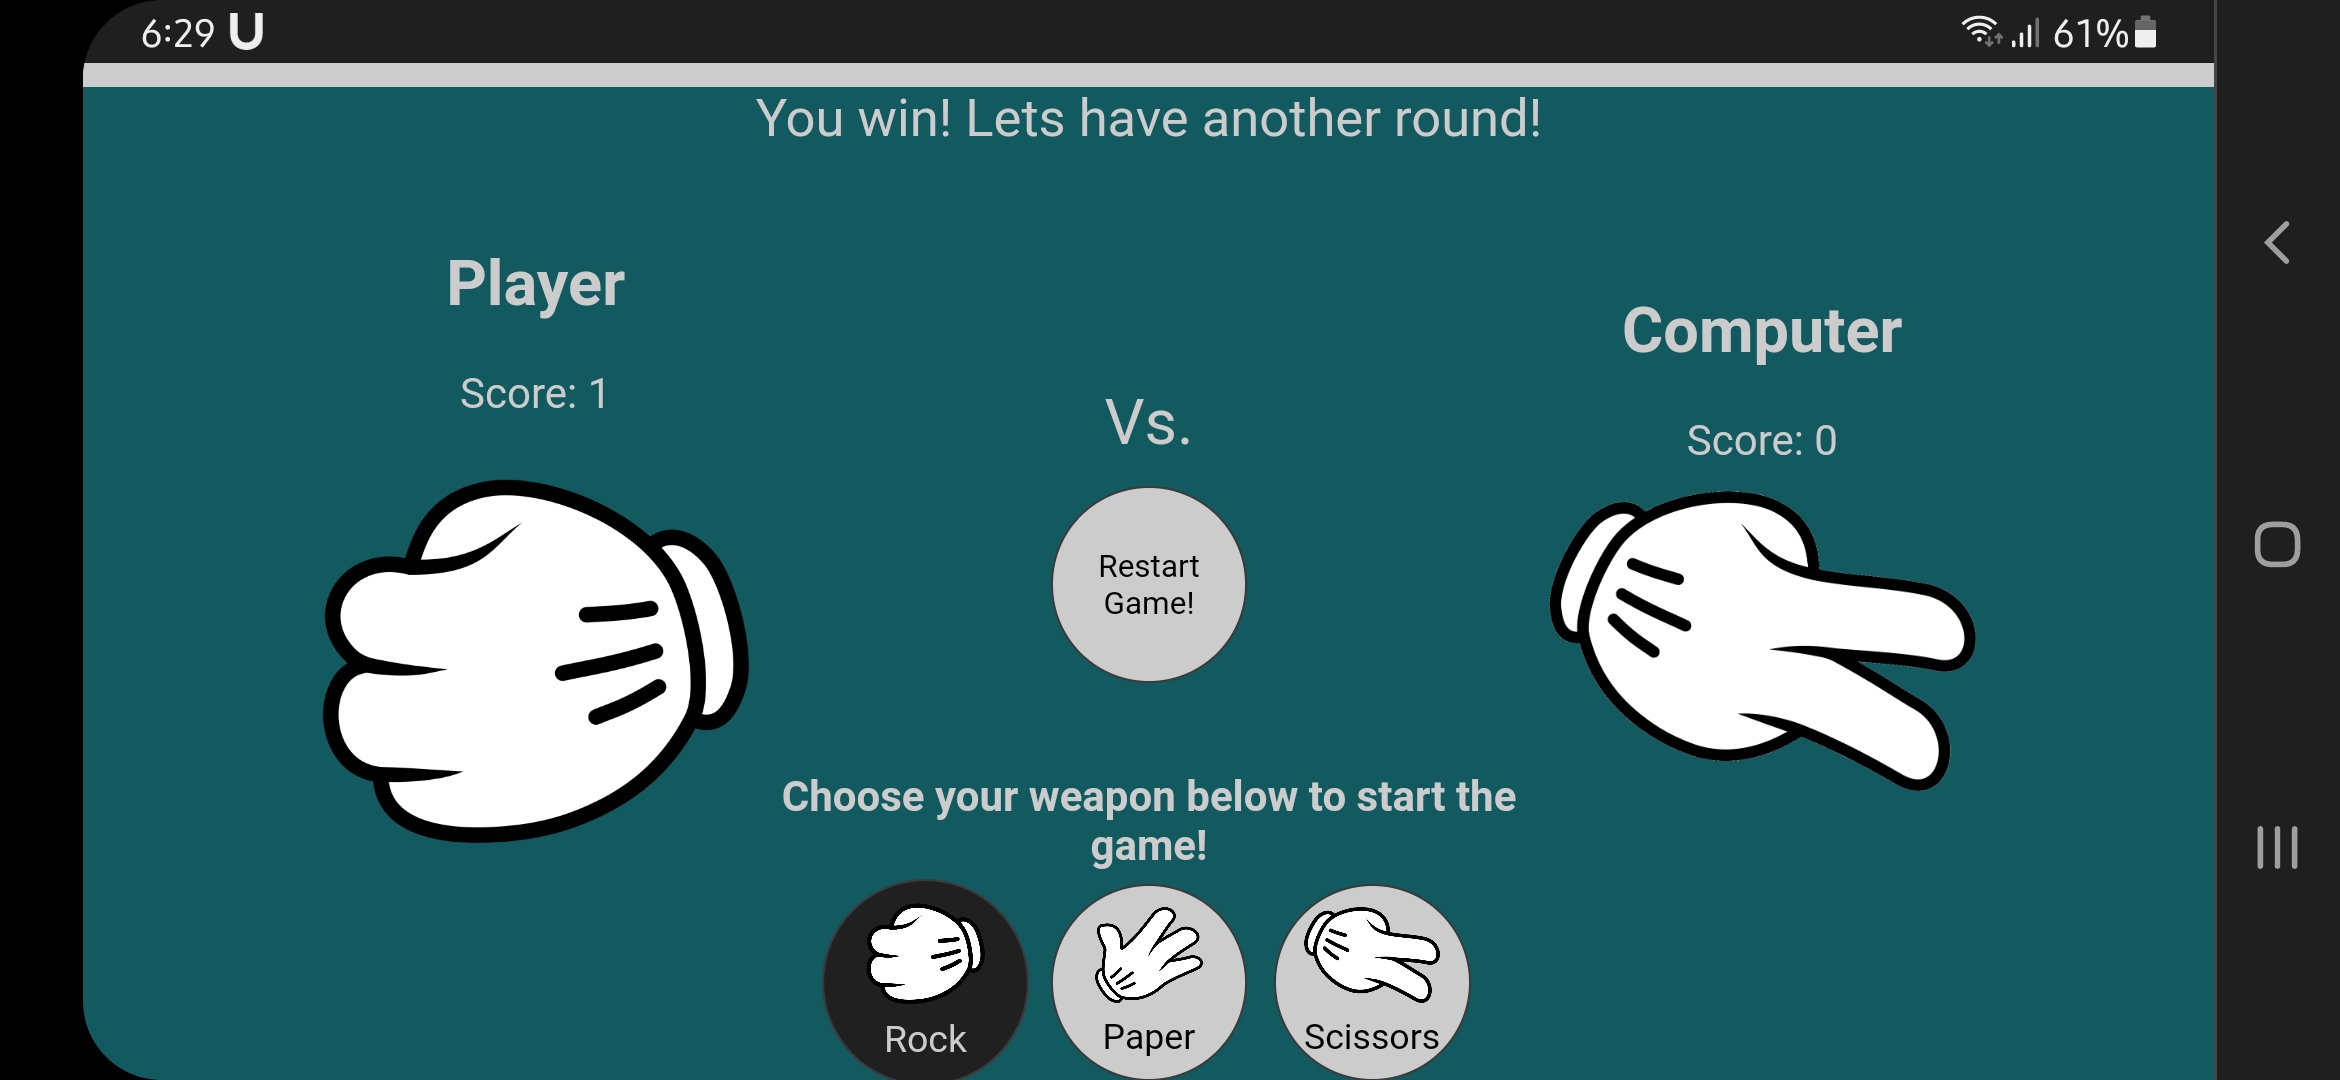 6:29 U 61%
You win! Lets have another round!
Player
Score: 1
Computer
Score: 0
Vs.
Restart
Game!
Choose your weapon below to start the
game!
Rock
Paper
Scissors